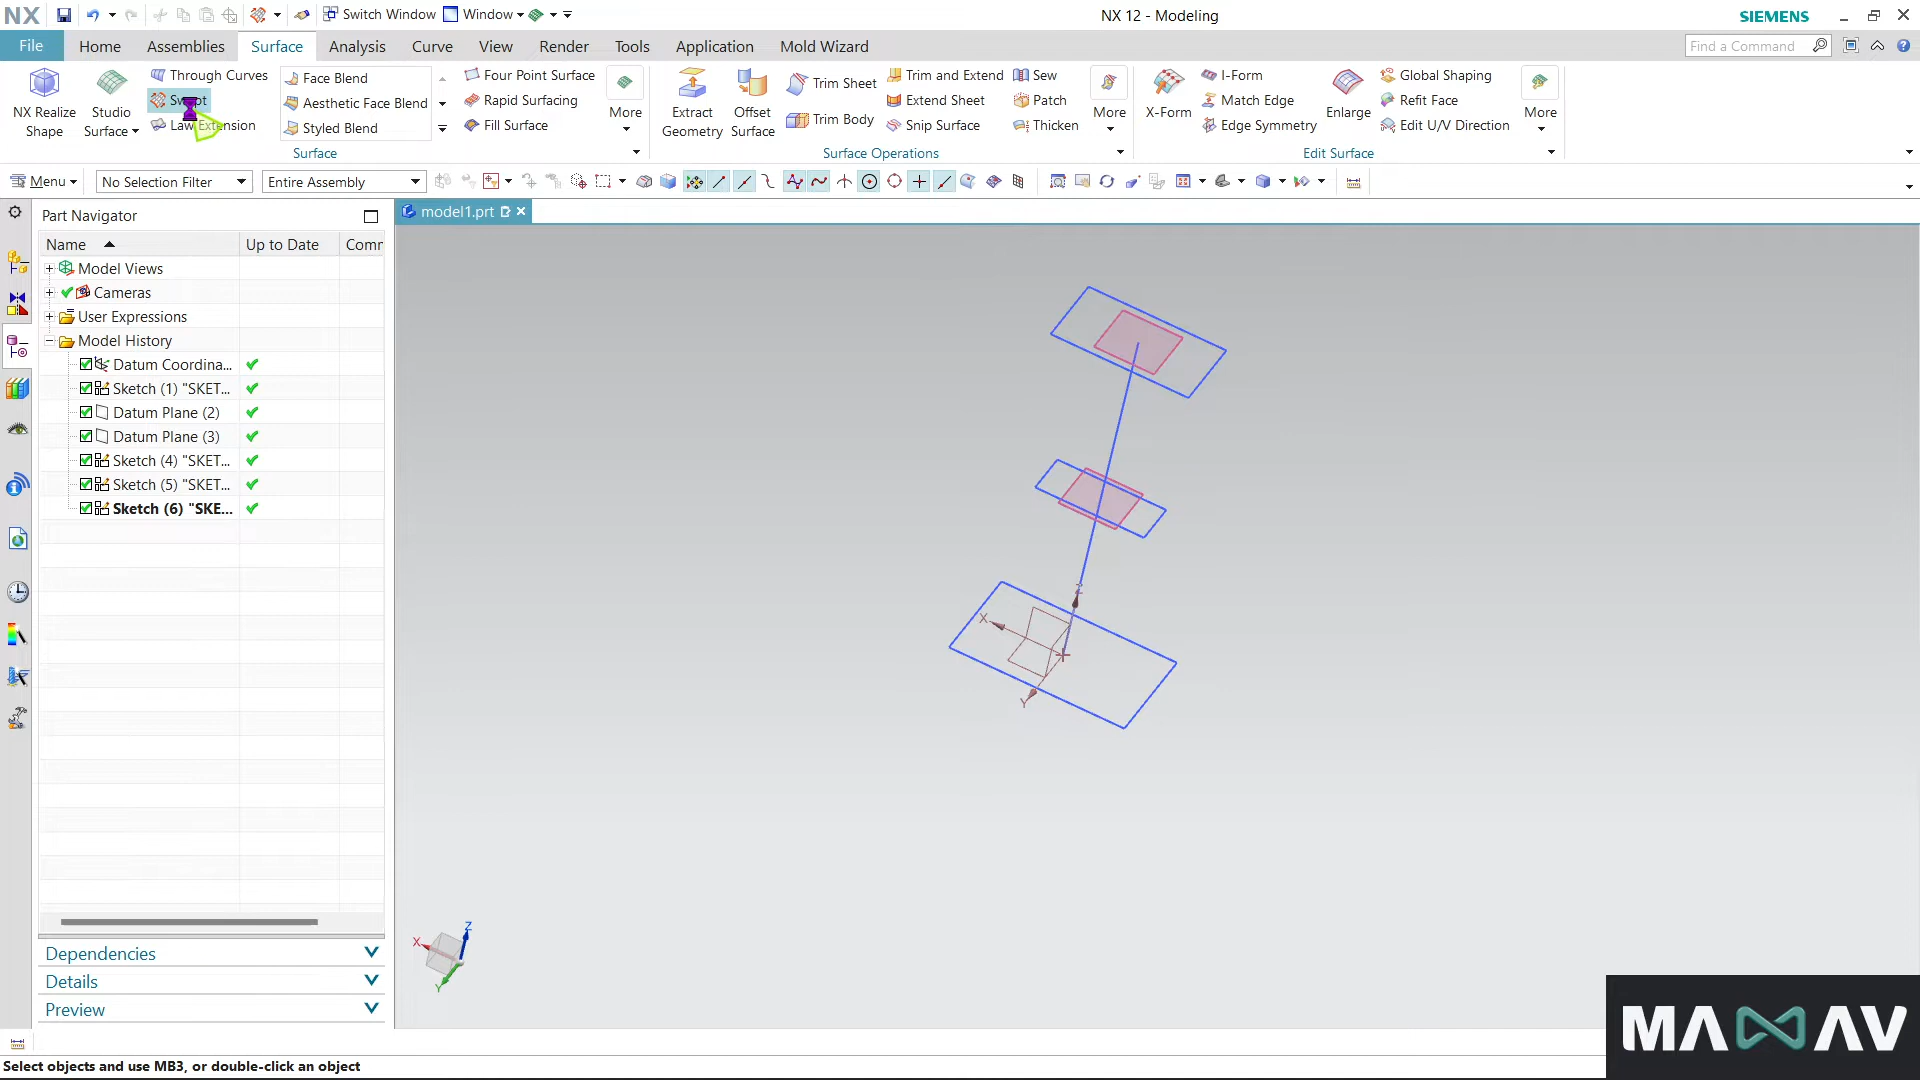 NX
Switch Window
Window
NX 12 - Modeling
SIEMENS
File
Home
Assemblies
Surface
Analysis
Curve
View
Render
Tools
Application
Mold Wizard
Find a Command
NX Realize
Shape
Studio
Surface
Through Curves
Swept
Law Extension
Face Blend
Aesthetic Face Blend
Styled Blend
Four Point Surface
Rapid Surfacing
Fill Surface
More
Surface
Extract
Geometry
Offset
Surface
Trim Sheet
Trim Body
Trim and Extend
Extend Sheet
Snip Surface
Sew
Patch
Thicken
More
Surface Operations
X-Form
I-Form
Match Edge
Edge Symmetry
Enlarge
Global Shaping
Refit Face
Edit U/V Direction
More
Edit Surface
Menu
No Selection Filter
Entire Assembly
Part Navigator
Name
Up to Date
Comr
Model Views
Cameras
User Expressions
Model History
Datum Coordina...
Sketch (1) "SKET...
Datum Plane (2)
Datum Plane (3)
Sketch (4) "SKET...
Sketch (5) "SKET...
Sketch (6) "SKE...
Dependencies
Details
Preview
model1.prt
Z
X
Y
Z
X
Y
Select objects and use MB3, or double-click an object
MANAV